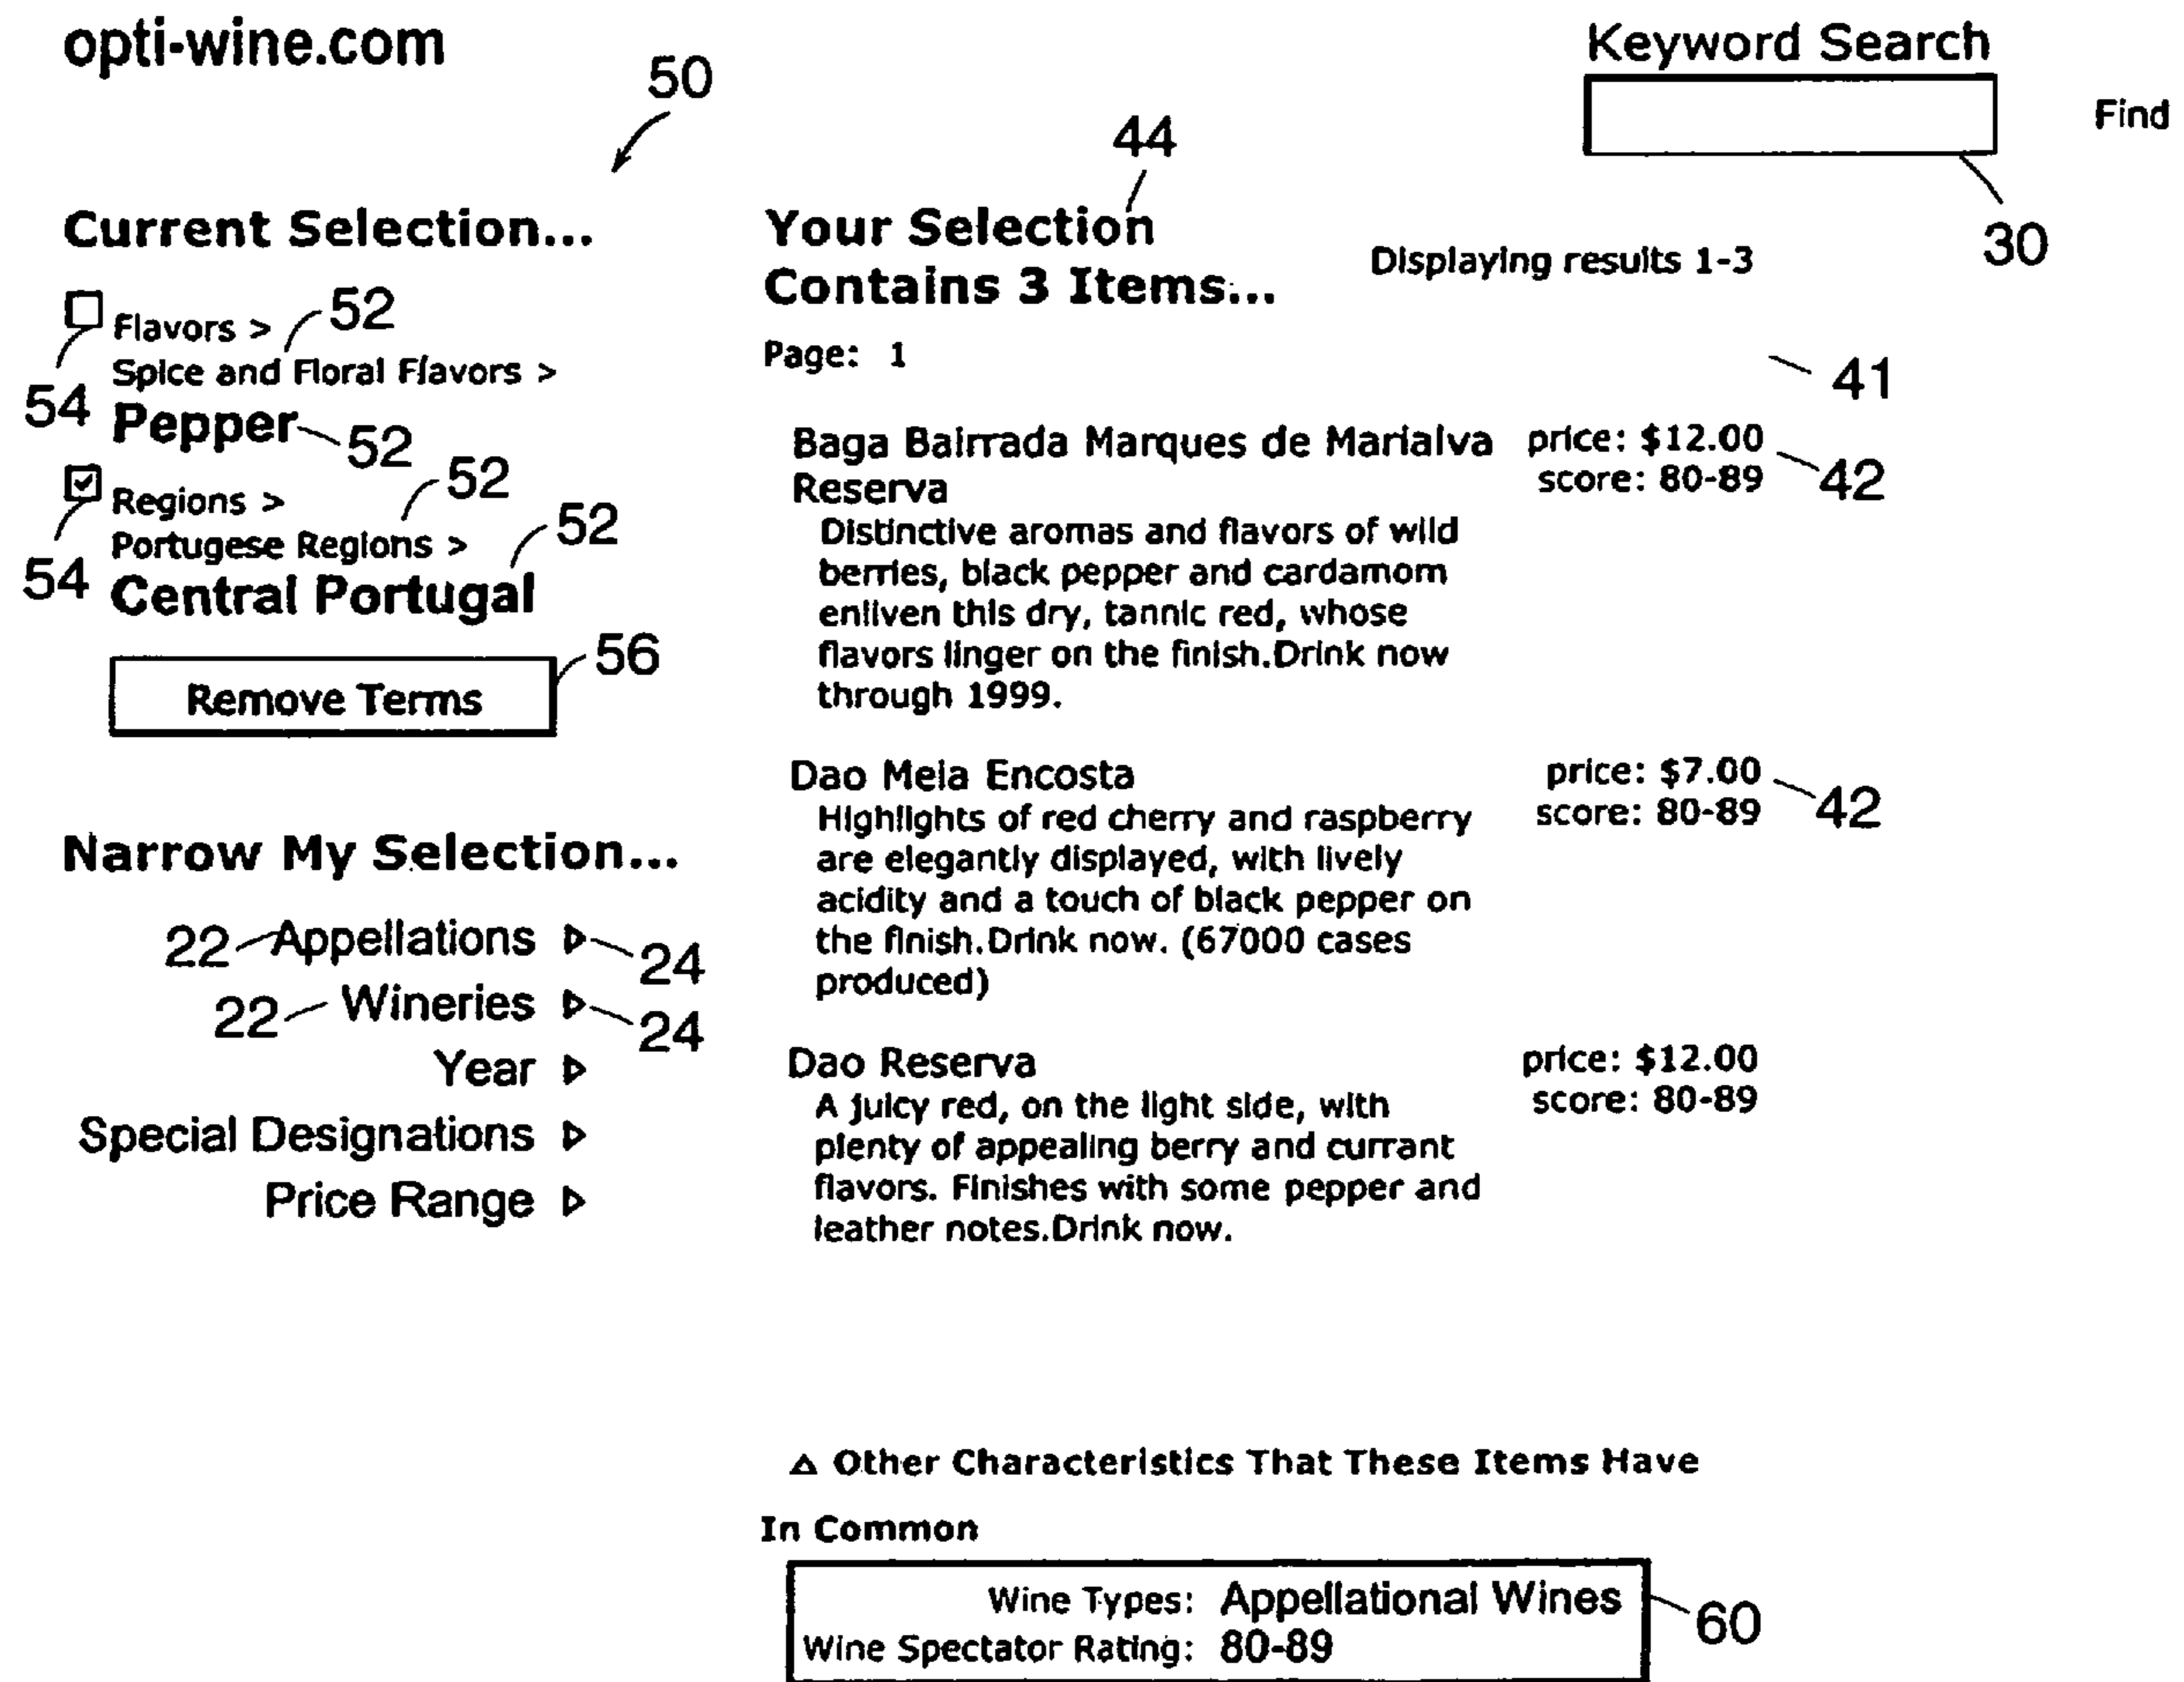 opti-wine.com
50
Keyword Search
Find
30
44
Current Selection...
Flavors >
52
Spice and Floral Flavors >
54
Pepper
52
Regions >
52
Portugese Regions >
52
54
Central Portugal
56
Remove Terms
Narrow My Selection...
22
Appellations
24
22
Wineries
24
Year
Special Designations
Price Range
Your Selection
Contains 3 Items...
Displaying results 1-3
Page: 1
41
Baga Bairrada Marques de Marialva
Reserva
price: $12.00
score: 80-89
42
Distinctive aromas and flavors of wild
berries, black pepper and cardamom
enliven this dry, tannic red, whose
flavors linger on the finish.Drink now
through 1999.
Dao Meia Encosta
price: $7.00
score: 80-89
42
Highlights of red cherry and raspberry
are elegantly displayed, with lively
acidity and a touch of black pepper on
the finish.Drink now. (67000 cases
produced)
Dao Reserva
price: $12.00
score: 80-89
A juicy red, on the light side, with
plenty of appealing berry and currant
flavors. Finishes with some pepper and
leather notes.Drink now.
Other Characteristics That These Items Have
In Common
Wine Types: Appellational Wines
Wine Spectator Rating: 80-89
60